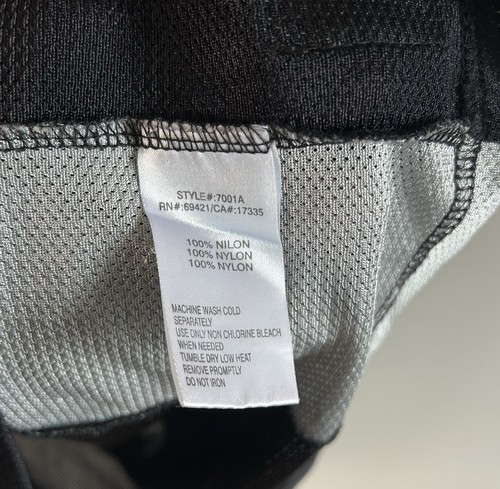 STYLE#:7001A
RN#:69421/CA#:17335
100% NILON
100% NYLON
100% NYLON
MACHINE WASH COLD
SEPARATELY
USE ONLY NON CHLORINE BLEACH
WHEN NEEDED
TUMBLE DRY LOW HEAT
REMOVE PROMPTLY
DO NOT IRON